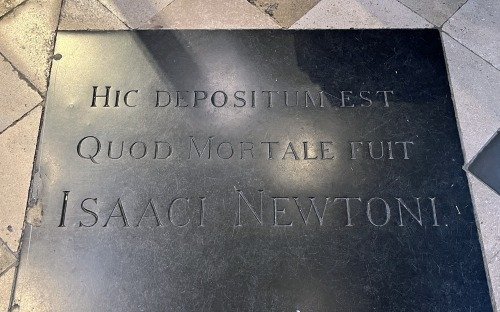 Hic depositum est
Quod Mortale fuit
Isaaci Newtoni.